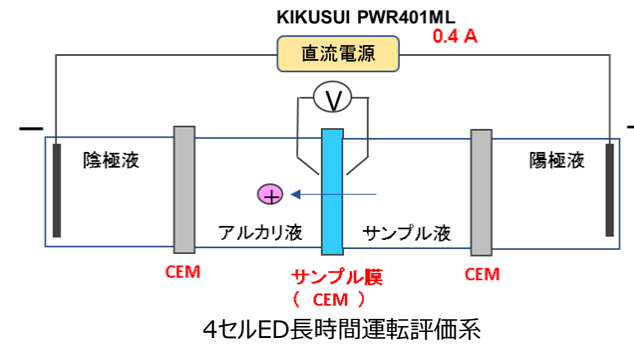 KIKUSUI PWR401ML
0.4 A
直流電源
V
陰極液
陽極液
+
アルカリ液
サンプル液
CEM
サンプル膜
( CEM )
CEM
4セルED長時間運転評価系